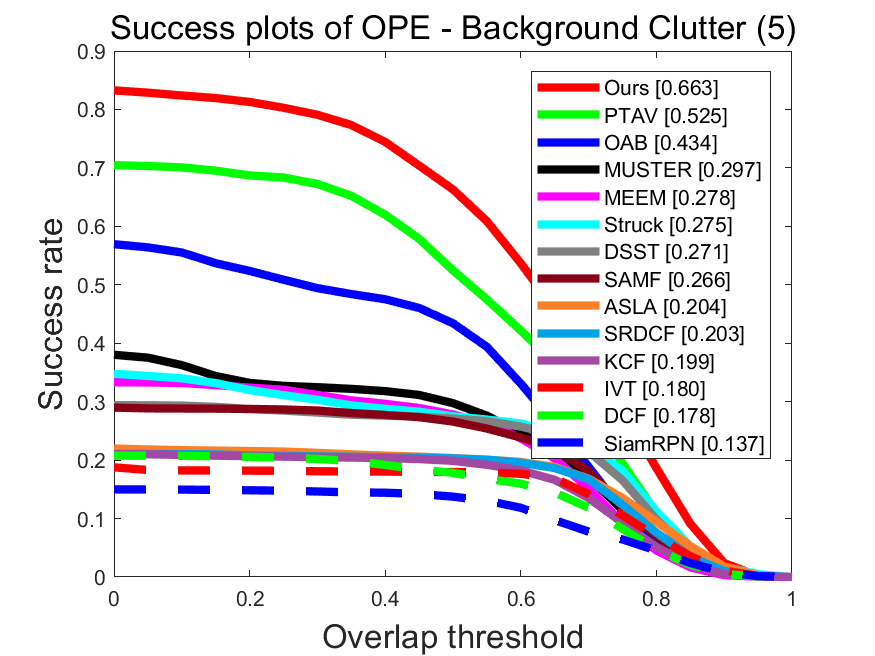 Success plots of OPE - Background Clutter (5)
Success rate
0.9
0.8
0.7
0.6
0.5
0.4
0.3
0.2
0.1
0
Ours [0.663]
PTAV [0.525]
OAB [0.434]
MUSTER [0.297]
MEEM [0.278]
Struck [0.275]
DSST [0.271]
SAMF [0.266]
ASLA [0.204]
SRDCF [0.203]
KCF [0.199]
IVT [0.180]
DCF [0.178]
SiamRPN [0.137]
0 0.2 0.4 0.6 0.8 1
Overlap threshold